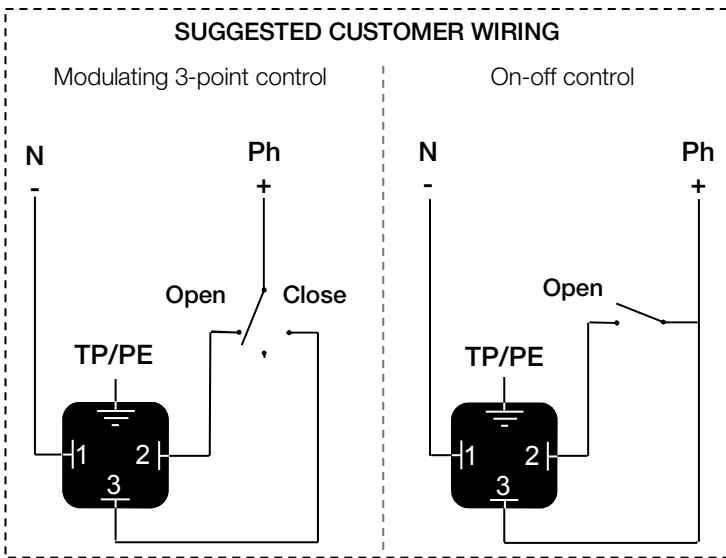 SUGGESTED CUSTOMER WIRING
Modulating 3-point control
N
-
Ph
+
Open Close
TP/PE
1 2
3
On-off control
N
-
Ph
+
Open
TP/PE
1 2
3